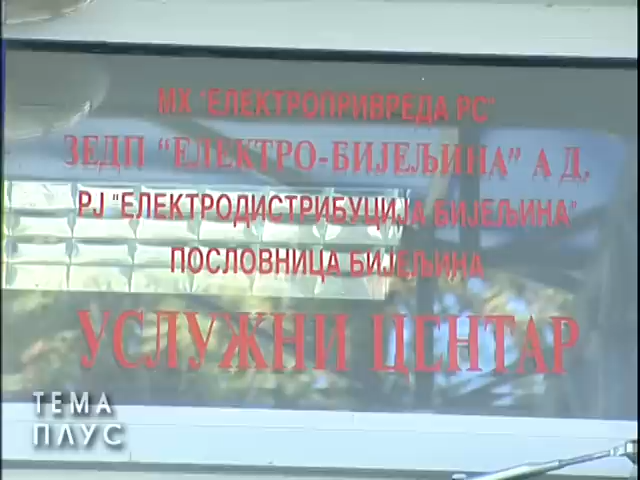 МХ "ЕЛЕКТРОПРИВРЕДА РС"
ЗЕДП “ЕЛЕКТРО-БИЈЕЉИНА” А Д,
РЈ "ЕЛЕКТРОДИСТРИБУЦИЈА БИЈЕЉИНА"
ПОСЛОВНИЦА БИЈЕЉИНА
УСЛУЖНИ ЦЕНТАР
ТЕМА
ПЛУС